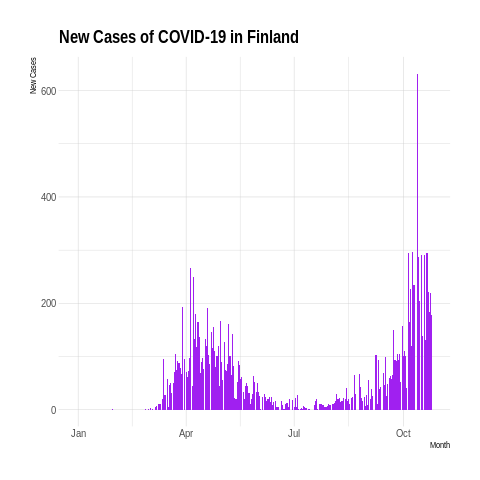 New Cases of COVID-19 in Finland
New Cases
600
400
200
0
Jan Apr Jul Oct
Month